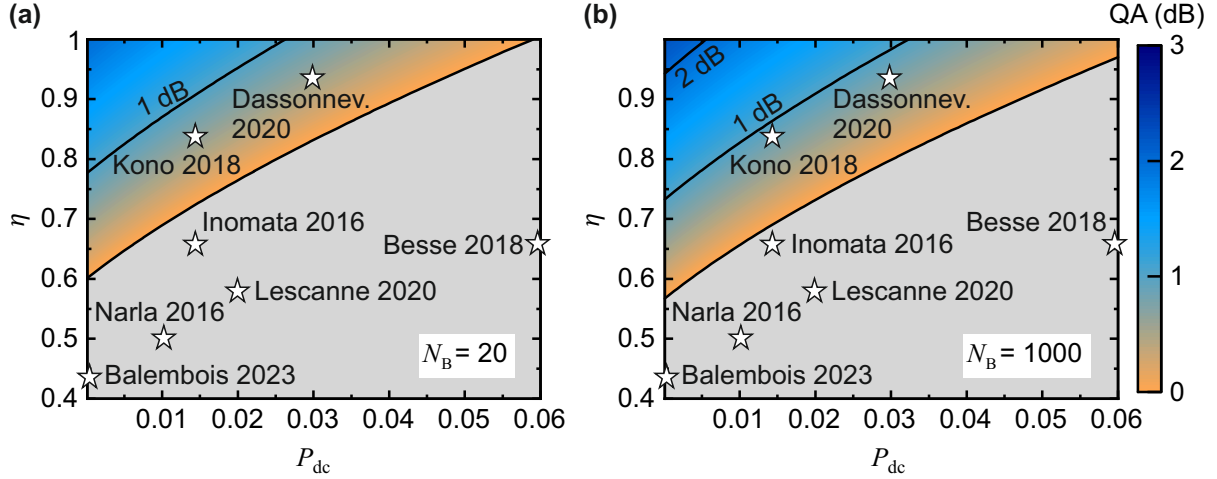 (a)
1
0.9
0.8
0.7
0.6
0.5
0.4
η
0.01 0.02 0.03 0.04 0.05 0.06
P_dc
1 dB
Dassonnev.
2020
Kono 2018
Inomata 2016
Besse 2018
Lescanne 2020
Narla 2016
Balembois 2023
N_B = 20
(b)
1
0.9
0.8
0.7
0.6
0.5
0.4
η
0.01 0.02 0.03 0.04 0.05 0.06
P_dc
2 dB
1 dB
Dassonnev.
2020
Kono 2018
Besse 2018
Inomata 2016
Lescanne 2020
Narla 2016
Balembois 2023
N_B = 1000
QA (dB)
3
2
1
0